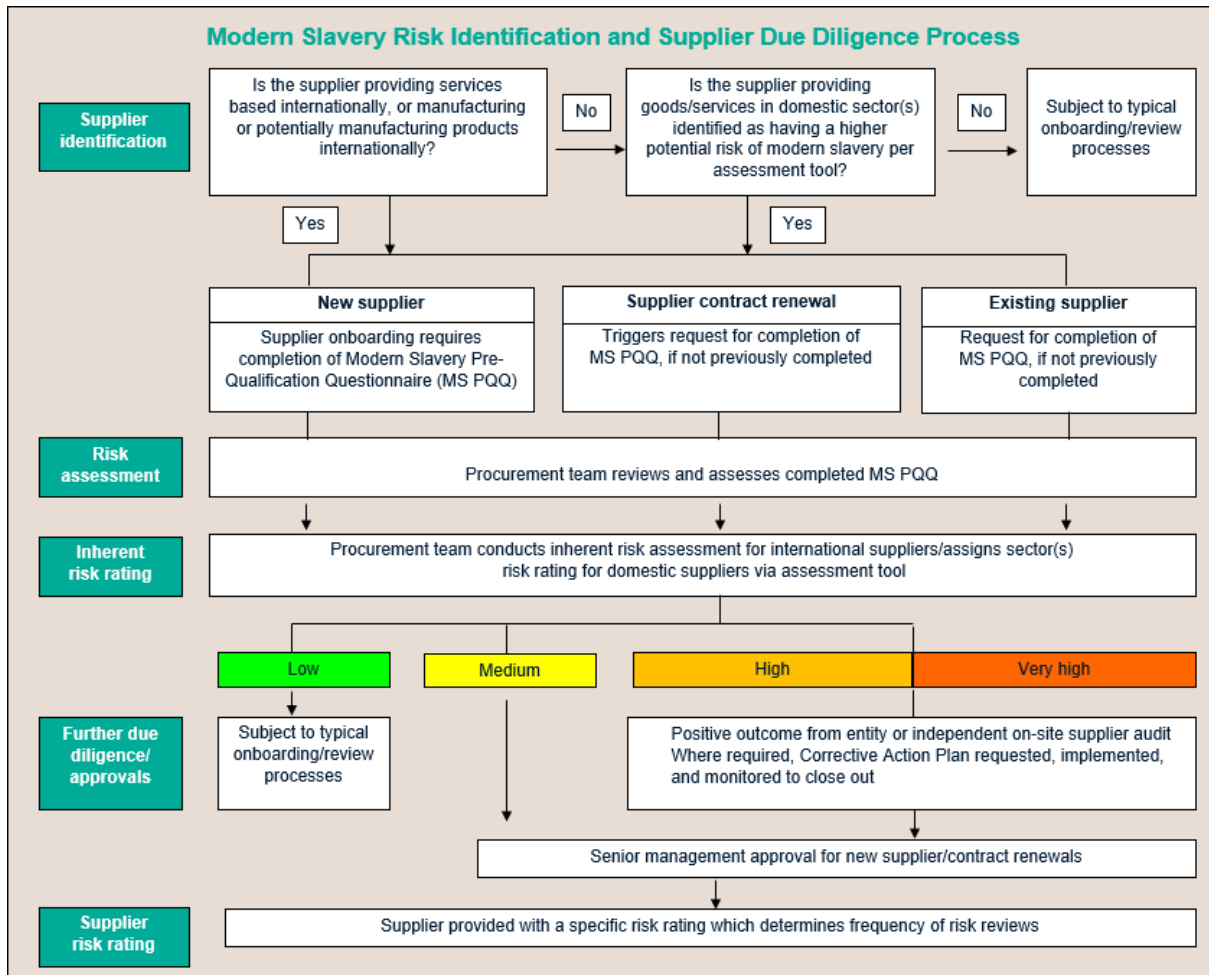 Modern Slavery Risk Identification and Supplier Due Diligence Process
Supplier
identification
Is the supplier providing services
based internationally, or manufacturing
or potentially manufacturing products
internationally?
No
Is the supplier providing
goods/services in domestic sector(s)
identified as having a higher
potential risk of modern slavery per
assessment tool?
No
Subject to typical
onboarding/review
processes
Yes
Yes
New supplier
Supplier onboarding requires
completion of Modern Slavery Pre-
Qualification Questionnaire (MS PQQ)
Supplier contract renewal
Triggers request for completion of
MS PQQ, if not previously completed
Existing supplier
Request for completion of
MS PQQ, if not previously
completed
Risk
assessment
Procurement team reviews and assesses completed MS PQQ
Inherent
risk rating
Procurement team conducts inherent risk assessment for international suppliers/assigns sector(s)
risk rating for domestic suppliers via assessment tool
Low
Medium
High
Very high
Further due
diligence/
approvals
Subject to typical
onboarding/review
processes
Positive outcome from entity or independent on-site supplier audit
Where required, Corrective Action Plan requested, implemented,
and monitored to close out
Senior management approval for new supplier/contract renewals
Supplier
risk rating
Supplier provided with a specific risk rating which determines frequency of risk reviews